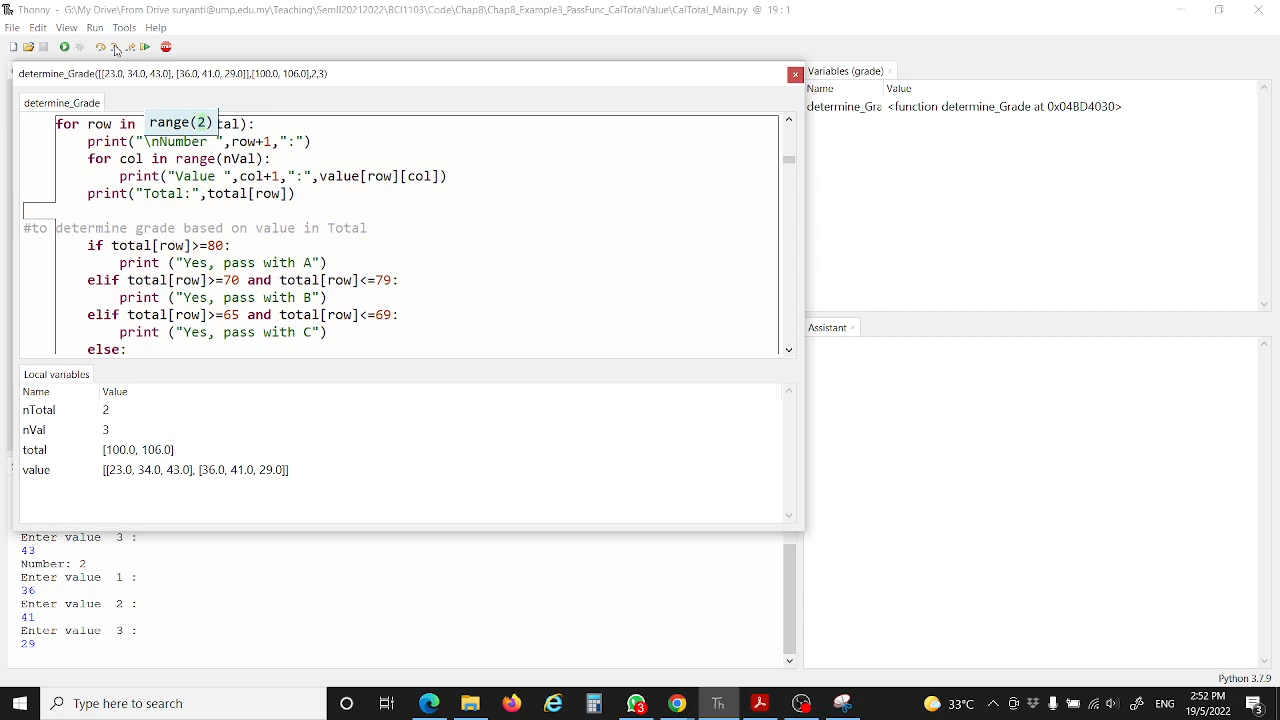 Thonny - G:\My Drive\From Drive suryanti@ump.edu.my\Teaching\SemII20212022\BCI1103\Code\Chap8\Chap8_Example3_PassFunc_CalTotalValue\CalTotal_Main.py @ 19 : 1
File Edit View Run Tools Help
determine_Grade([[23.0, 34.0, 43.0], [36.0, 41.0, 29.0]],[100.0, 106.0],2,3)
determine_Grade
for row in range(2) tal):
print("\nNumber ",row+1,":")
for col in range(nVal):
print("Value ",col+1,":",value[row][col])
print("Total:",total[row])
#to determine grade based on value in Total
if total[row]>=80:
print ("Yes, pass with A")
elif total[row]>=70 and total[row]<=79:
print ("Yes, pass with B")
elif total[row]>=65 and total[row]<=69:
print ("Yes, pass with C")
else:
Local variables
Name Value
nTotal 2
nVal 3
total [100.0, 106.0]
value [[23.0, 34.0, 43.0], [36.0, 41.0, 29.0]]
Enter value 3 :
43
Number: 2
Enter value 1 :
36
Enter value 2 :
41
Enter value 3 :
29
Variables (grade)
Name Value
determine_Gra <function determine_Grade at 0x04BD4030>
Assistant
Python 3.7.9
Type here to search
3
Th
33°C
ENG
2:52 PM
19/5/2022
3